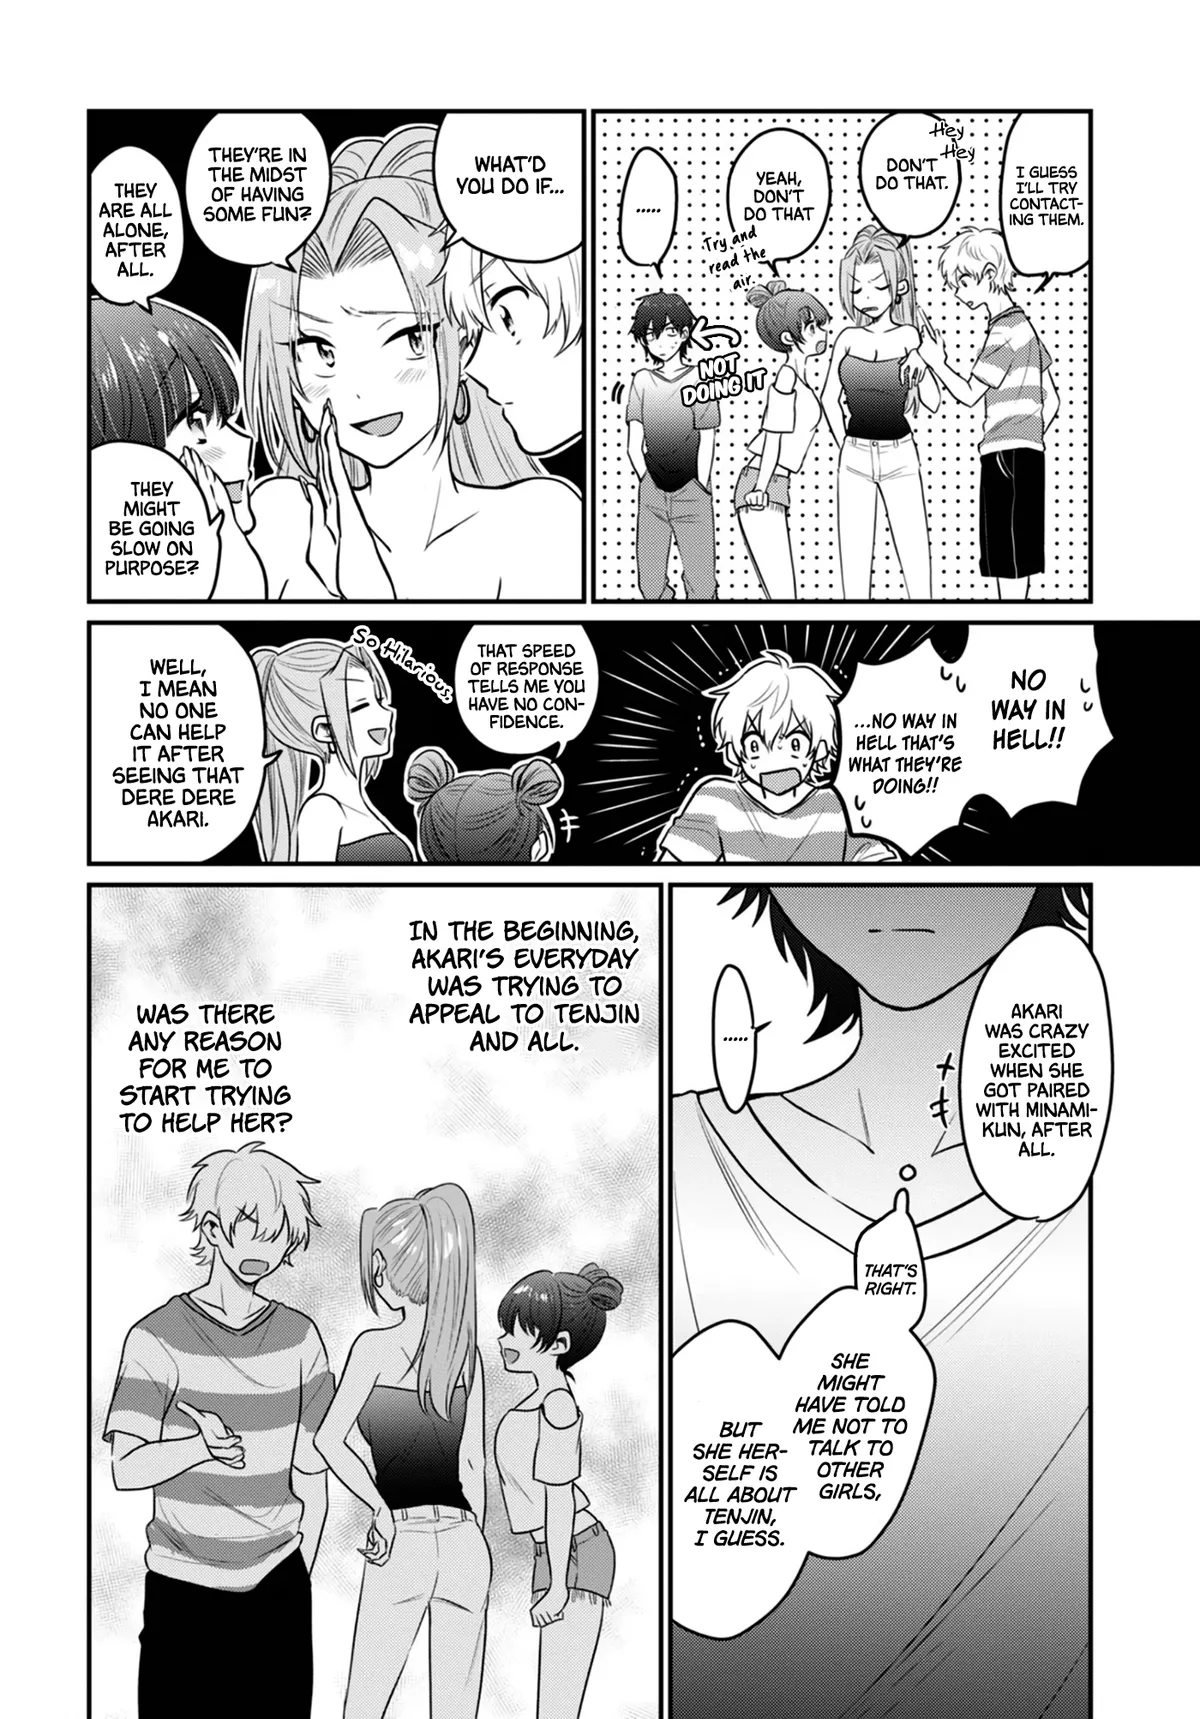 I GUESS
I'LL TRY
CONTACT-
ING THEM.
Hey
Hey
DON'T
DO THAT.
YEAH,
DON'T
DO THAT
Try and
read the
air.
......
NOT
DOING IT
WHAT'D
YOU DO IF...
THEY'RE IN
THE MIDST
OF HAVING
SOME FUN?
THEY
ARE ALL
ALONE,
AFTER
ALL.
THEY
MIGHT
BE GOING
SLOW ON
PURPOSE?
NO
WAY IN
HELL!!
...NO WAY IN
HELL THAT'S
WHAT THEY'RE
DOING!!
THAT SPEED
OF RESPONSE
TELLS ME YOU
HAVE NO CON-
FIDENCE.
So Hilarious.
WELL,
I MEAN
NO ONE
CAN HELP
IT AFTER
SEEING THAT
DERE DERE
AKARI.
AKARI
WAS CRAZY
EXCITED
WHEN SHE
GOT PAIRED
WITH MINAMI-
KUN, AFTER
ALL.
......
THAT'S
RIGHT.
SHE
MIGHT
HAVE TOLD
ME NOT TO
TALK TO
OTHER
GIRLS,
BUT
SHE HER-
SELF IS
ALL ABOUT
TENJIN,
I GUESS.
IN THE BEGINNING,
AKARI'S EVERYDAY
WAS TRYING TO
APPEAL TO TENJIN
AND ALL.
WAS THERE
ANY REASON
FOR ME TO
START TRYING
TO HELP HER?